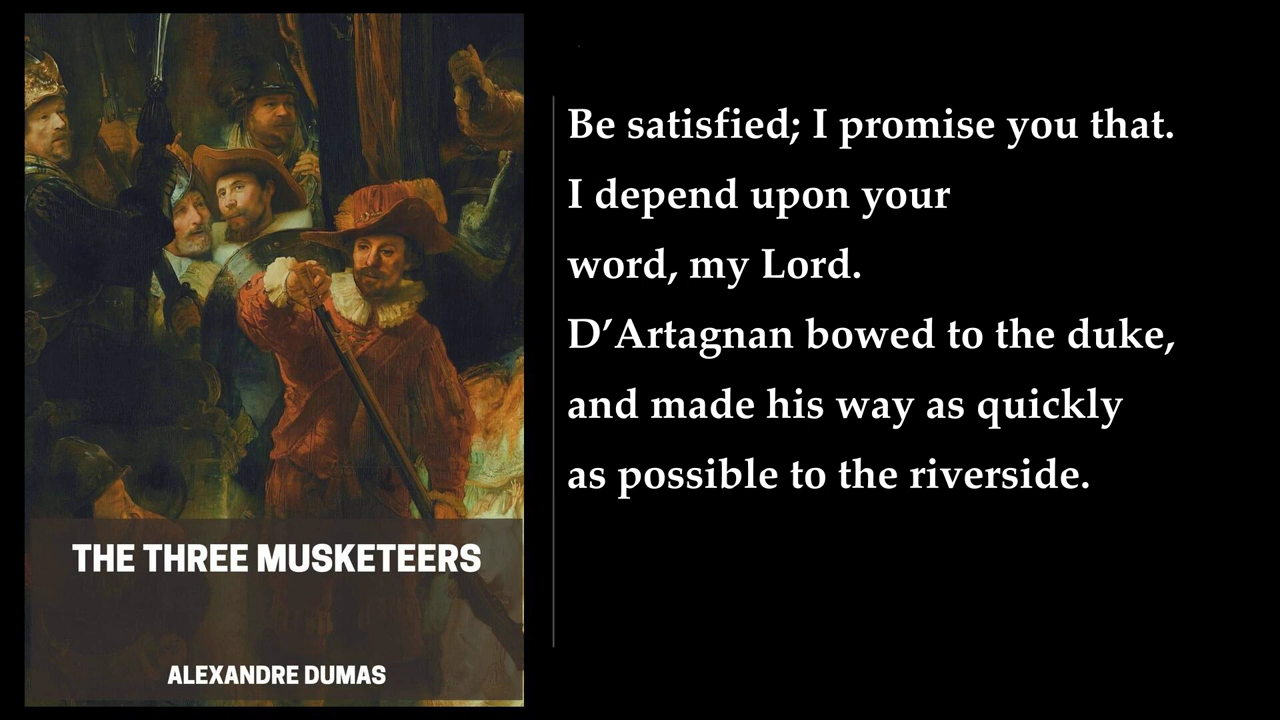 THE THREE MUSKETEERS
ALEXANDRE DUMAS
Be satisfied; I promise you that.
I depend upon your
word, my Lord.
D’Artagnan bowed to the duke,
and made his way as quickly
as possible to the riverside.